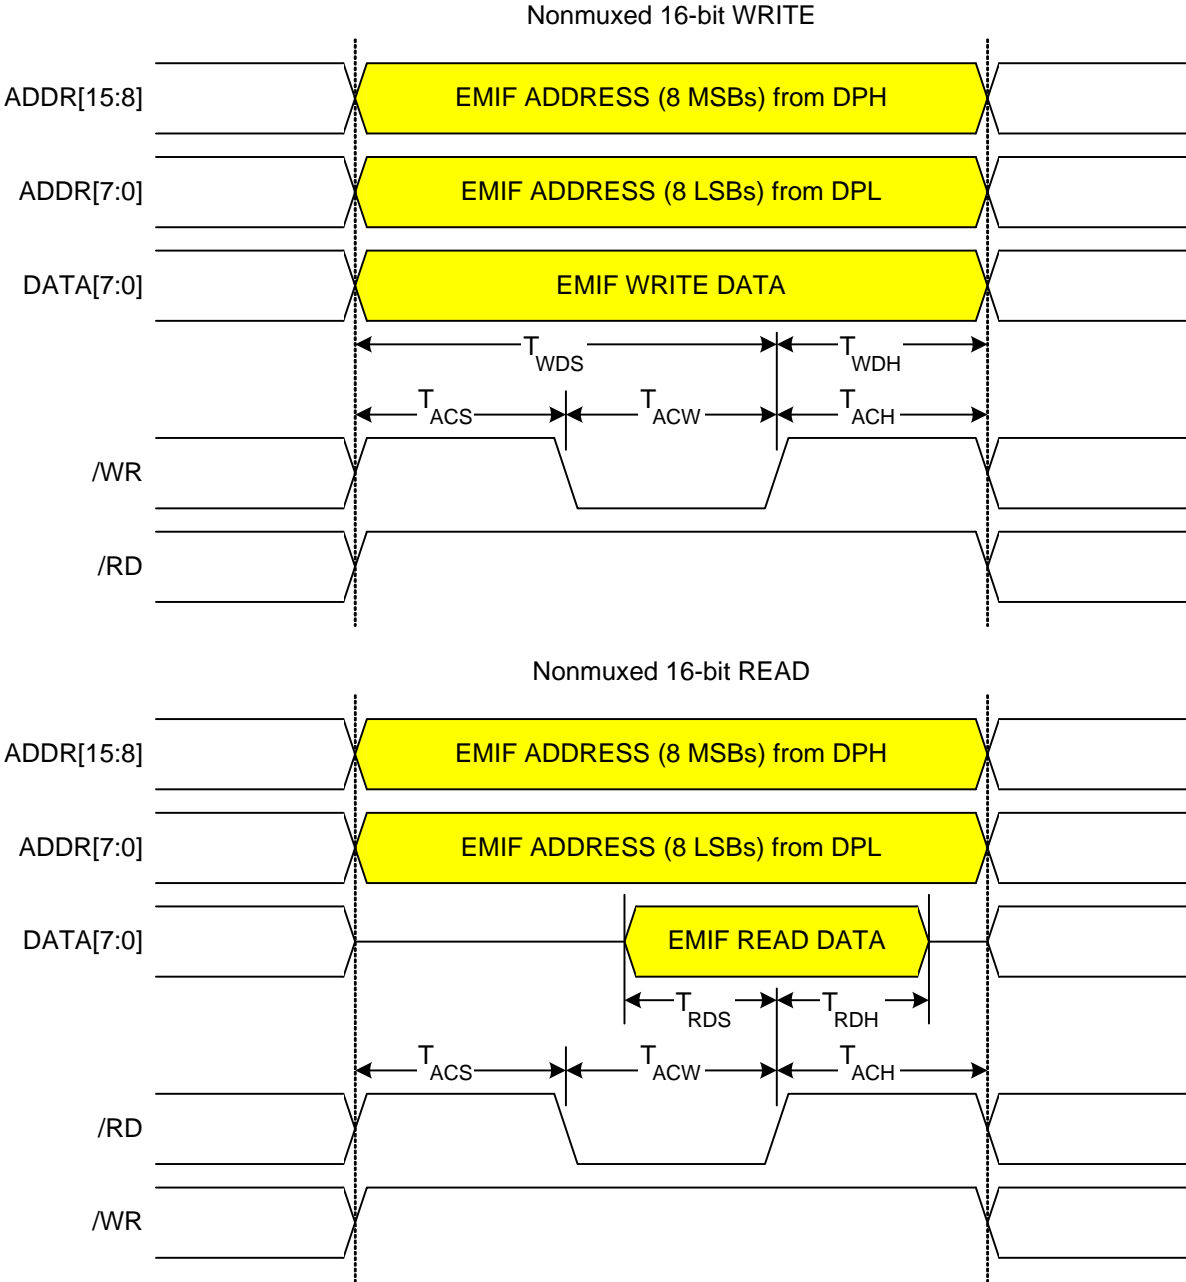 Nonmuxed 16-bit WRITE
ADDR[15:8] EMIF ADDRESS (8 MSBs) from DPH
ADDR[7:0] EMIF ADDRESS (8 LSBs) from DPL
DATA[7:0] EMIF WRITE DATA
TWDS TWDH
TACS TACW TACH
/WR
/RD
Nonmuxed 16-bit READ
ADDR[15:8] EMIF ADDRESS (8 MSBs) from DPH
ADDR[7:0] EMIF ADDRESS (8 LSBs) from DPL
DATA[7:0] EMIF READ DATA
TRDS TRDH
TACS TACW TACH
/RD
/WR